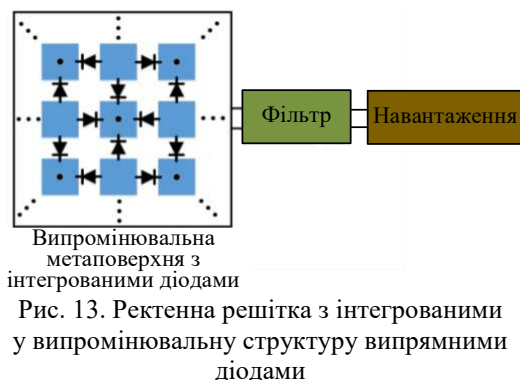 Фільтр
Навантаження
Випромінювальна
метаповерхня з
інтегрованими діодами
Рис. 13. Ректенна решітка з інтегрованими
у випромінювальну структуру випрямними
діодами